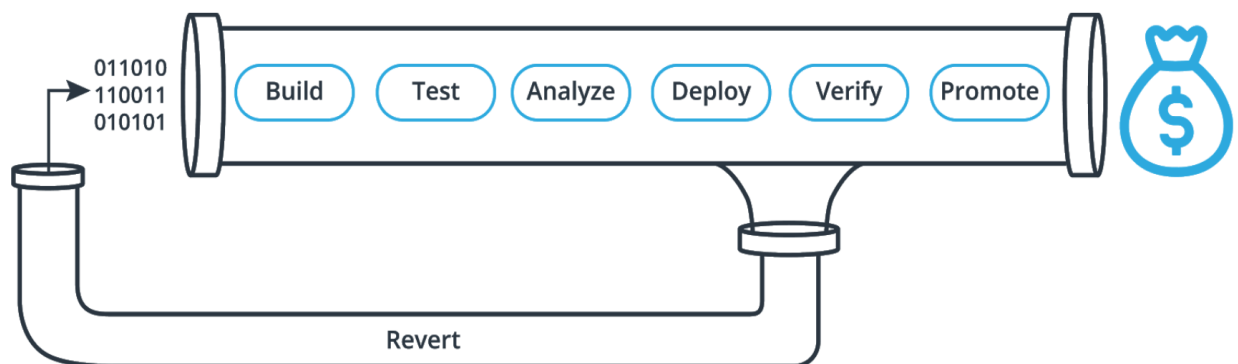 011010
110011
010101
Build
Test
Analyze
Deploy
Verify
Promote
$
Revert